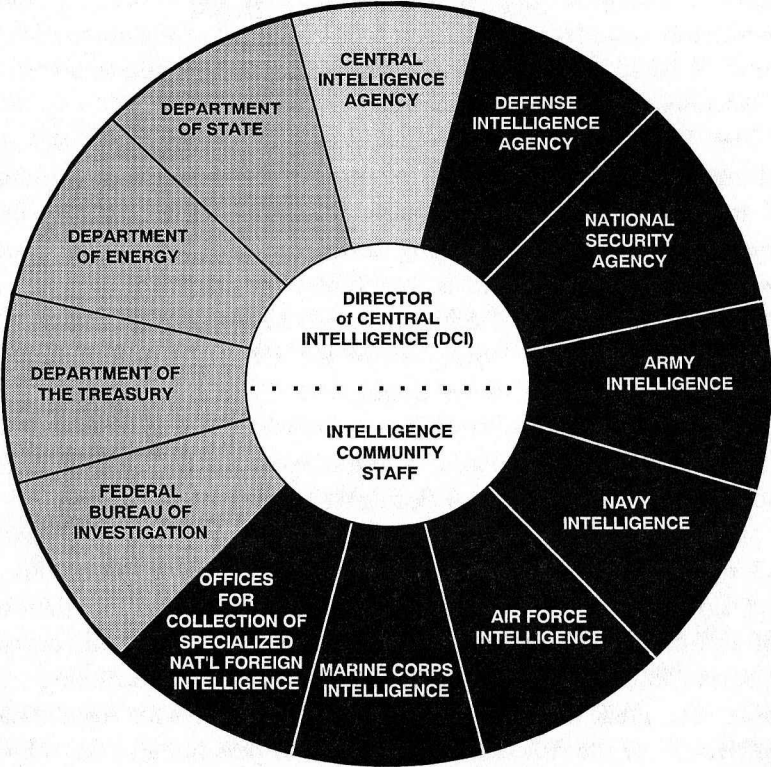 CENTRAL
INTELLIGENCE
AGENCY
DEFENSE
INTELLIGENCE
AGENCY
NATIONAL
SECURITY
AGENCY
ARMY
INTELLIGENCE
NAVY
INTELLIGENCE
AIR FORCE
INTELLIGENCE
MARINE CORPS
INTELLIGENCE
OFFICES
FOR
COLLECTION OF
SPECIALIZED
NAT'L FOREIGN
INTELLIGENCE
FEDERAL
BUREAU OF
INVESTIGATION
DEPARTMENT OF
THE TREASURY
DEPARTMENT
OF ENERGY
DEPARTMENT
OF STATE
DIRECTOR
of CENTRAL
INTELLIGENCE (DCI)
INTELLIGENCE
COMMUNITY
STAFF